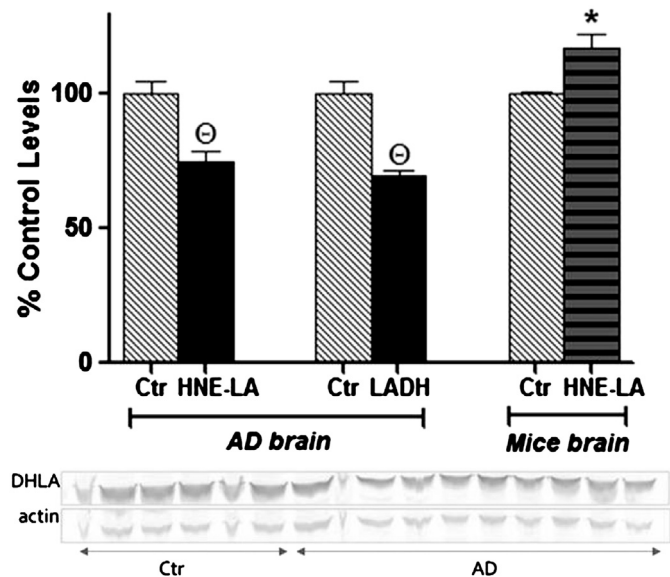 % Control Levels
100
50
0
Θ
Θ
*
Ctr HNE-LA
Ctr LADH
Ctr HNE-LA
AD brain
Mice brain
DHLA
actin
Ctr
AD